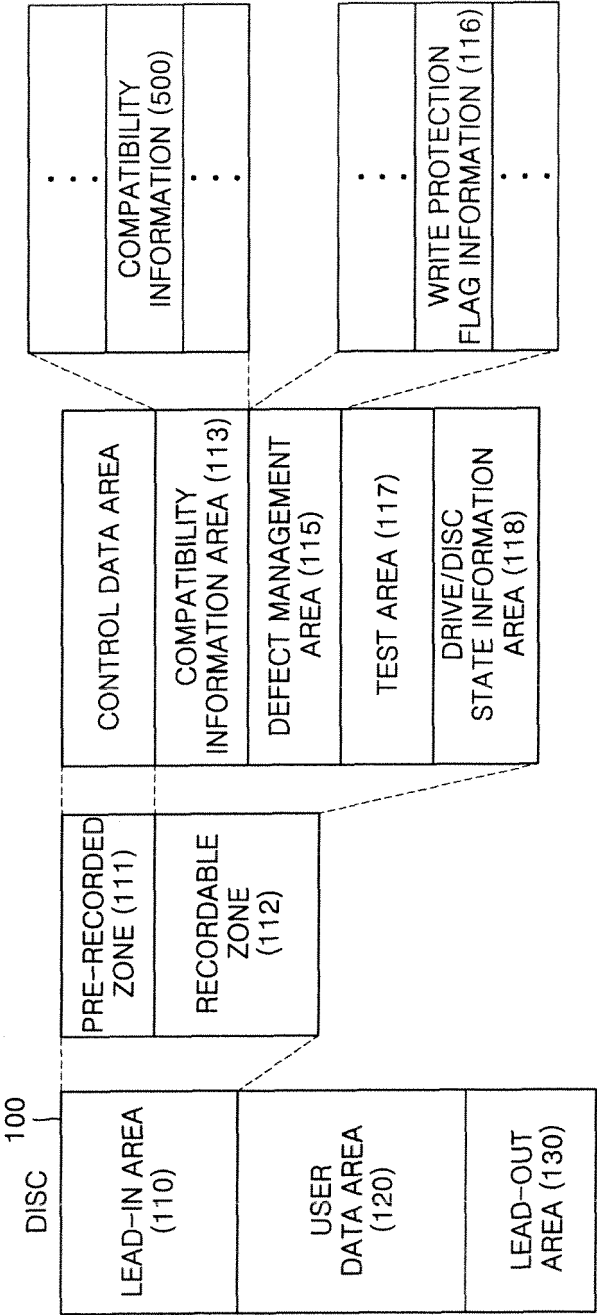 DISC
100
LEAD-IN AREA
(110)
USER
DATA AREA
(120)
LEAD-OUT
AREA (130)
PRE-RECORDED
ZONE (111)
RECORDABLE
ZONE
(112)
CONTROL DATA AREA
COMPATIBILITY
INFORMATION AREA (113)
DEFECT MANAGEMENT
AREA (115)
TEST AREA (117)
DRIVE/DISC
STATE INFORMATION
AREA (118)
COMPATIBILITY
INFORMATION (500)
WRITE PROTECTION
FLAG INFORMATION (116)